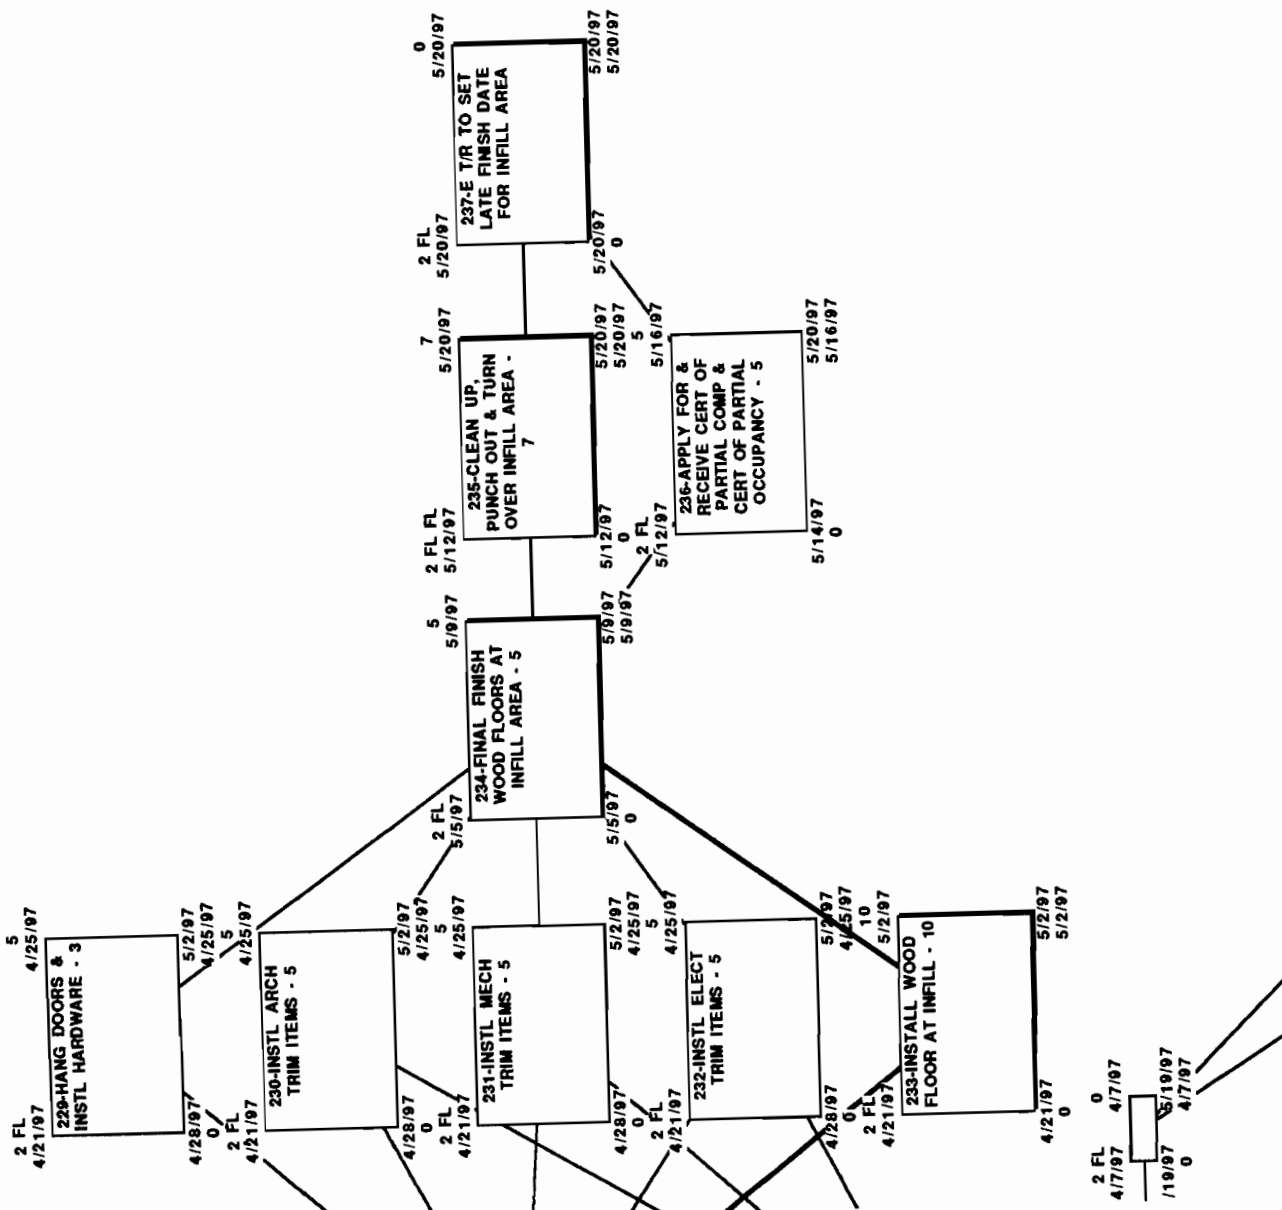 0
5/20/97
2 FL
5/20/97
237-E T/R TO SET
LATE FINISH DATE
FOR INFILL AREA
5/20/97
0
5/20/97
5/20/97
7
5/20/97
2 FL FL
5/12/97
235-CLEAN UP,
PUNCH OUT & TURN
OVER INFILL AREA -
7
5/12/97
0
5/20/97
5/20/97
5
5/16/97
2 FL
5/12/97
236-APPLY FOR &
RECEIVE CERT OF
PARTIAL COMP &
CERT OF PARTIAL
OCCUPANCY - 5
5/14/97
0
5/20/97
5/16/97
5
5/9/97
2 FL
5/5/97
234-FINAL FINISH
WOOD FLOORS AT
INFILL AREA - 5
5/5/97
0
5/9/97
5/9/97
5
4/25/97
2 FL
4/21/97
229-HANG DOORS &
INSTL HARDWARE - 3
4/28/97
0
5/2/97
4/25/97
5
4/25/97
2 FL
4/21/97
230-INSTL ARCH
TRIM ITEMS - 5
4/28/97
0
5/2/97
4/25/97
5
4/25/97
2 FL
4/21/97
231-INSTL MECH
TRIM ITEMS - 5
4/28/97
0
5/2/97
4/25/97
5
4/25/97
2 FL
4/21/97
232-INSTL ELECT
TRIM ITEMS - 5
4/28/97
0
5/2/97
4/25/97
10
5/2/97
2 FL
4/21/97
233-INSTALL WOOD
FLOOR AT INFILL - 10
4/21/97
0
5/2/97
5/2/97
0
4/7/97
2 FL
4/7/97
/19/97
0
5/19/97
4/7/97